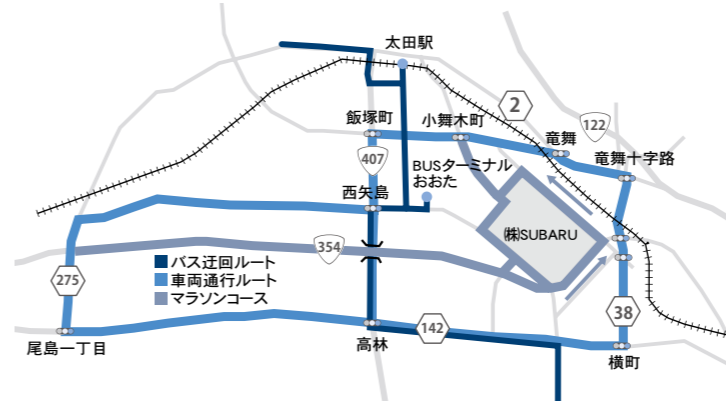 太田駅
2
122
飯塚町
小舞木町
竜舞
竜舞十字路
407
BUSターミナル
おおた
西矢島
㈱SUBARU
354
275
バス迂回ルート
車両通行ルート
マラソンコース
38
142
尾島一丁目
高林
横町